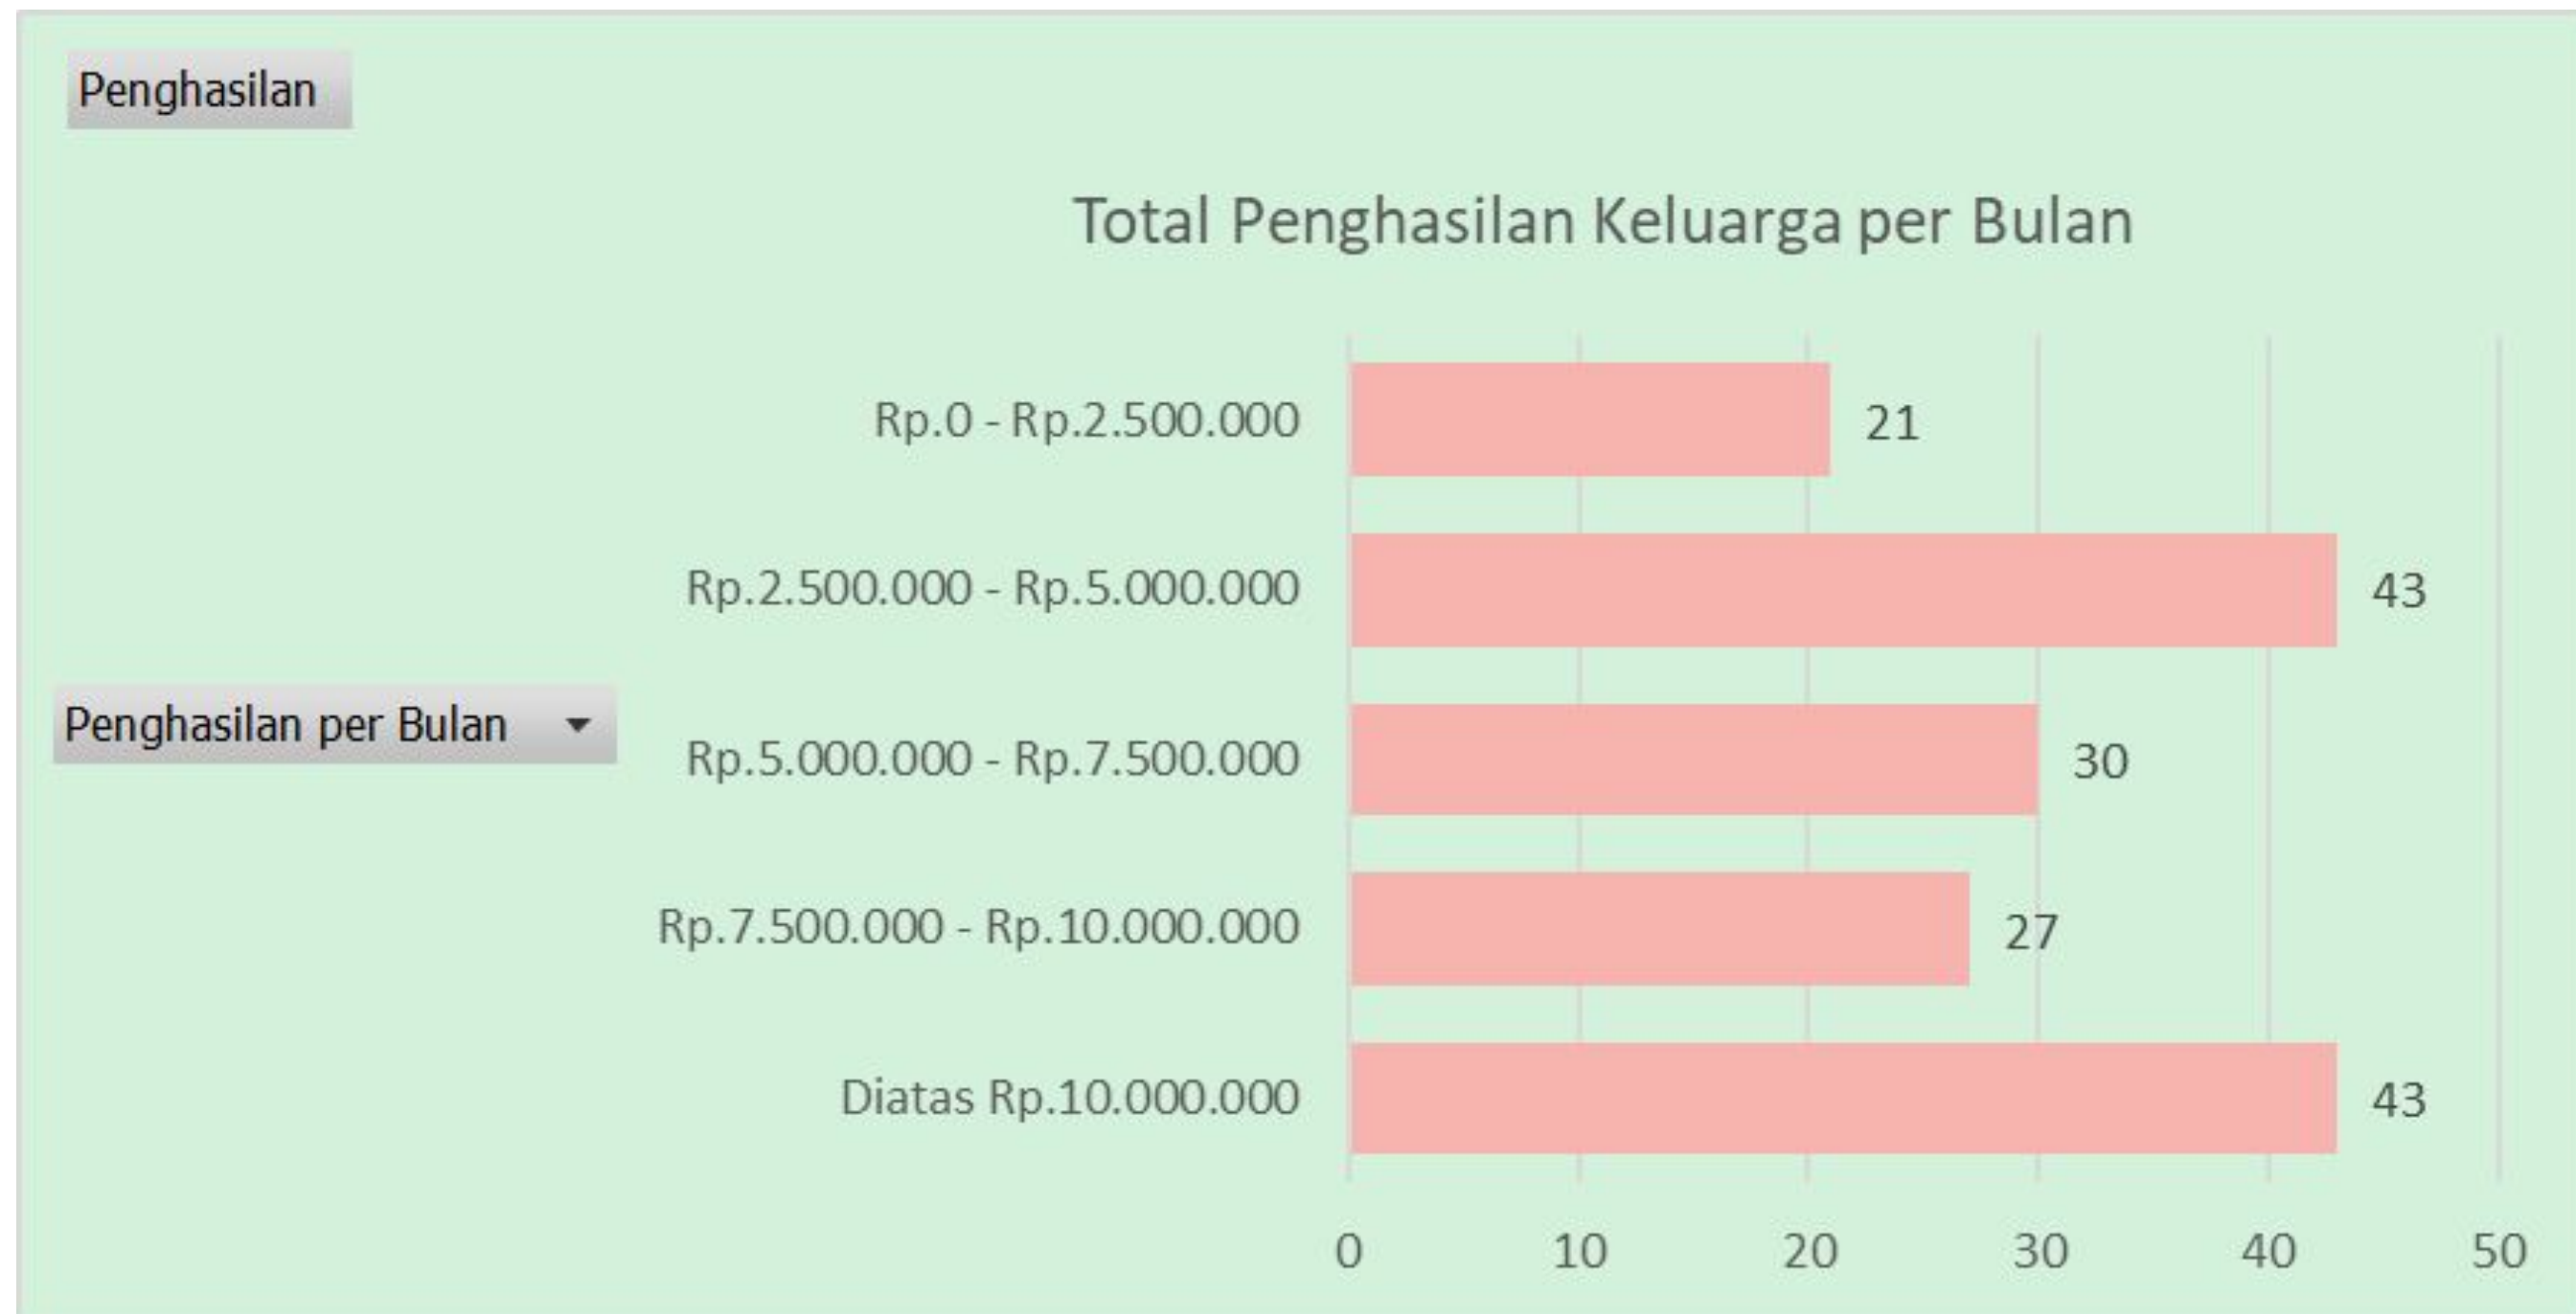 Penghasilan
Total Penghasilan Keluarga per Bulan
Rp.0 - Rp.2.500.000 21
Rp.2.500.000 - Rp.5.000.000 43
Penghasilan per Bulan
Rp.5.000.000 - Rp.7.500.000 30
Rp.7.500.000 - Rp.10.000.000 27
Diatas Rp.10.000.000 43
0 10 20 30 40 50